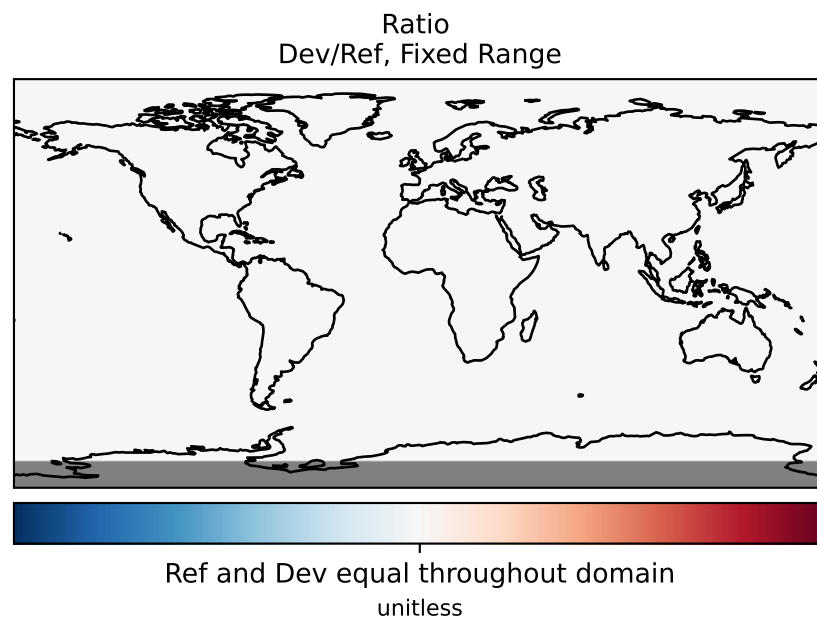 Ratio
Dev/Ref, Fixed Range
Ref and Dev equal throughout domain
unitless